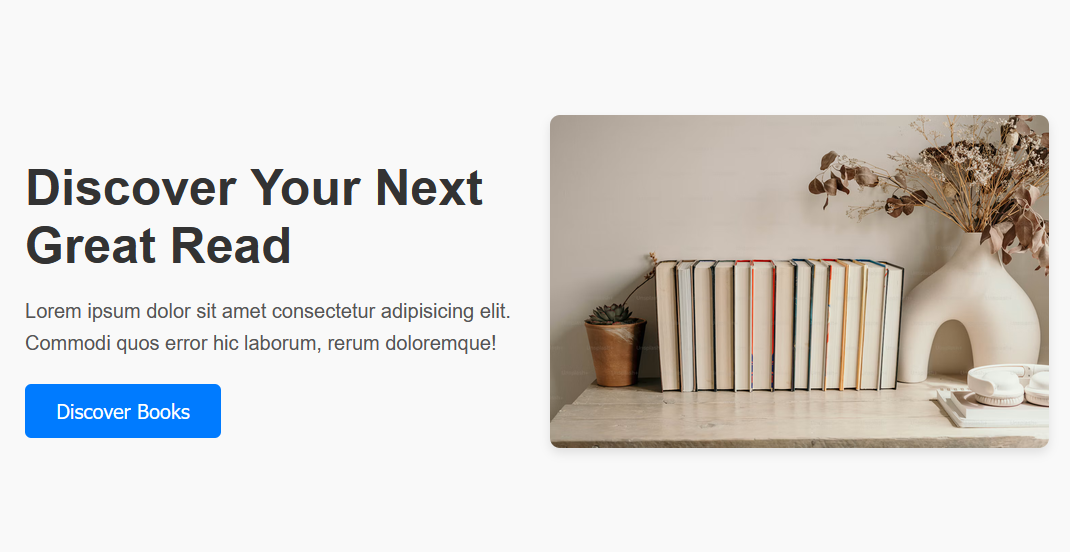 Discover Your Next
Great Read
Lorem ipsum dolor sit amet consectetur adipisicing elit.
Commodi quos error hic laborum, rerum doloremque!
Discover Books